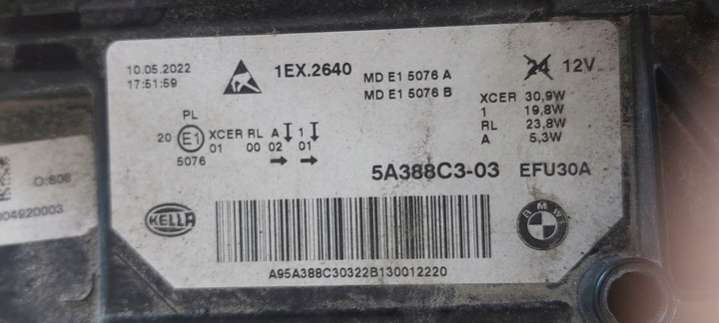 10.05.2022
17:51:59
1EX.2640
MD E1 5076 A
MD E1 5076 B
24 12V
XCER 30,9W
1 19,8W
RL 23,8W
A 5,3W
PL
20 E1 XCER RL A 1
01 00 02 01
5076
5A388C3-03 EFU30A
HELLA
BMW
A95A388C30322B130012220
O:608
004920003